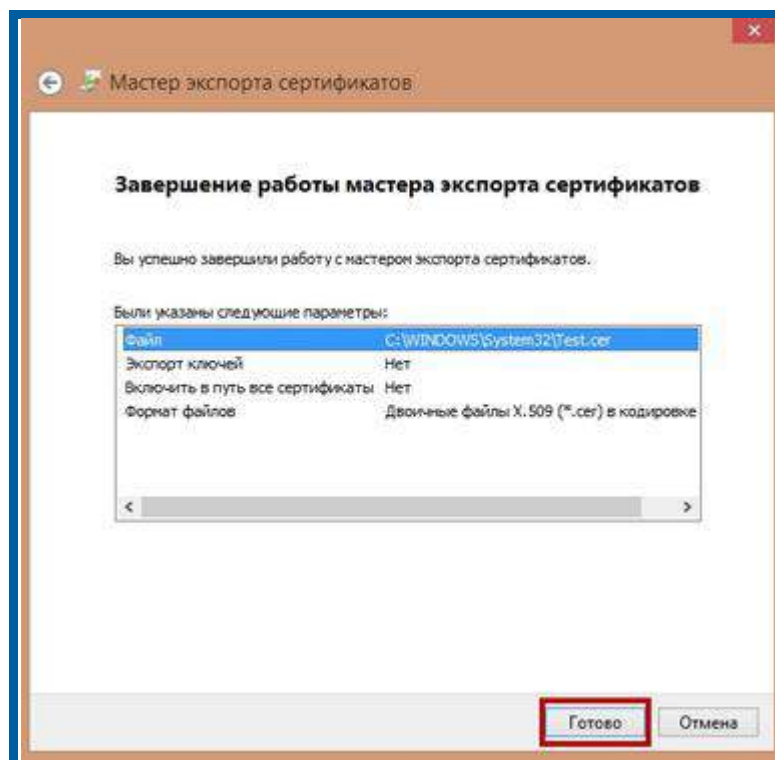 Мастер экспорта сертификатов
Завершение работы мастера экспорта сертификатов
Вы успешно завершили работу с мастером экспорта сертификатов.
Были указаны следующие параметры:
Файл C:\WINDOWS\System32\Test.cer
Экспорт ключей Нет
Включить в путь все сертификаты Нет
Формат файлов Двоичные файлы X.509 (*.cer) в кодировке
Готово Отмена